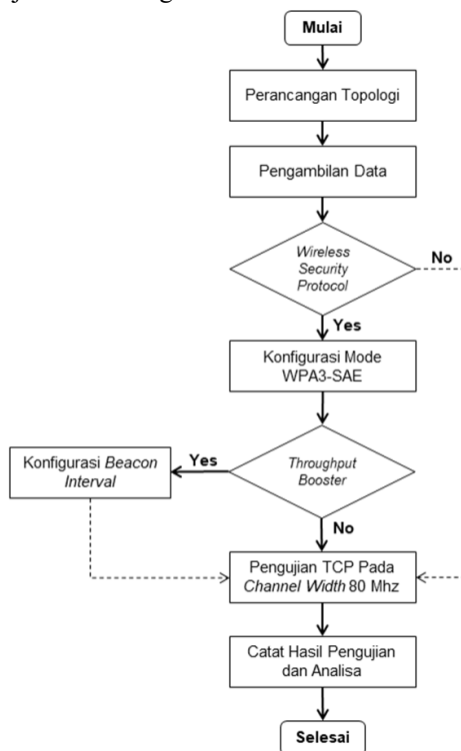 Mulai
Perancangan Topologi
Pengambilan Data
Wireless
Security
Protocol
No
Yes
Konfigurasi Mode
WPA3-SAE
Konfigurasi Beacon
Interval
Yes
Throughput
Booster
No
Pengujian TCP Pada
Channel Width 80 Mhz
Catat Hasil Pengujian
dan Analisa
Selesai